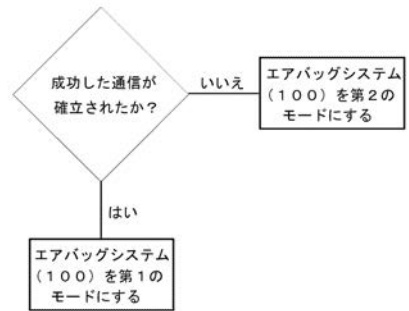 成功した通信が
確立されたか？
いいえ
エアバッグシステム
（１００）を第２の
モードにする
はい
エアバッグシステム
（１００）を第１の
モードにする